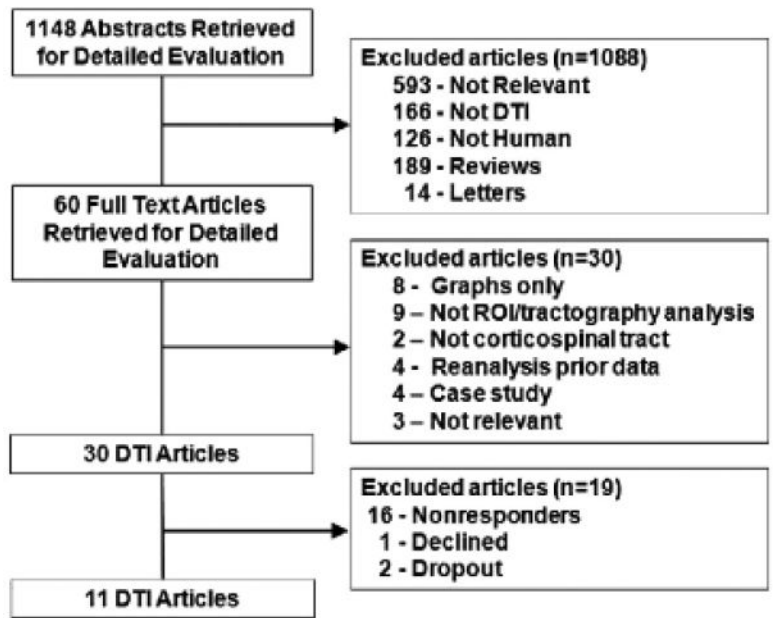 1148 Abstracts Retrieved
for Detailed Evaluation
Excluded articles (n=1088)
593 - Not Relevant
166 - Not DTI
126 - Not Human
189 - Reviews
14 - Letters
60 Full Text Articles
Retrieved for Detailed
Evaluation
Excluded articles (n=30)
8 - Graphs only
9 – Not ROI/tractography analysis
2 – Not corticospinal tract
4 - Reanalysis prior data
4 – Case study
3 – Not relevant
30 DTI Articles
Excluded articles (n=19)
16 - Nonresponders
1 - Declined
2 - Dropout
11 DTI Articles